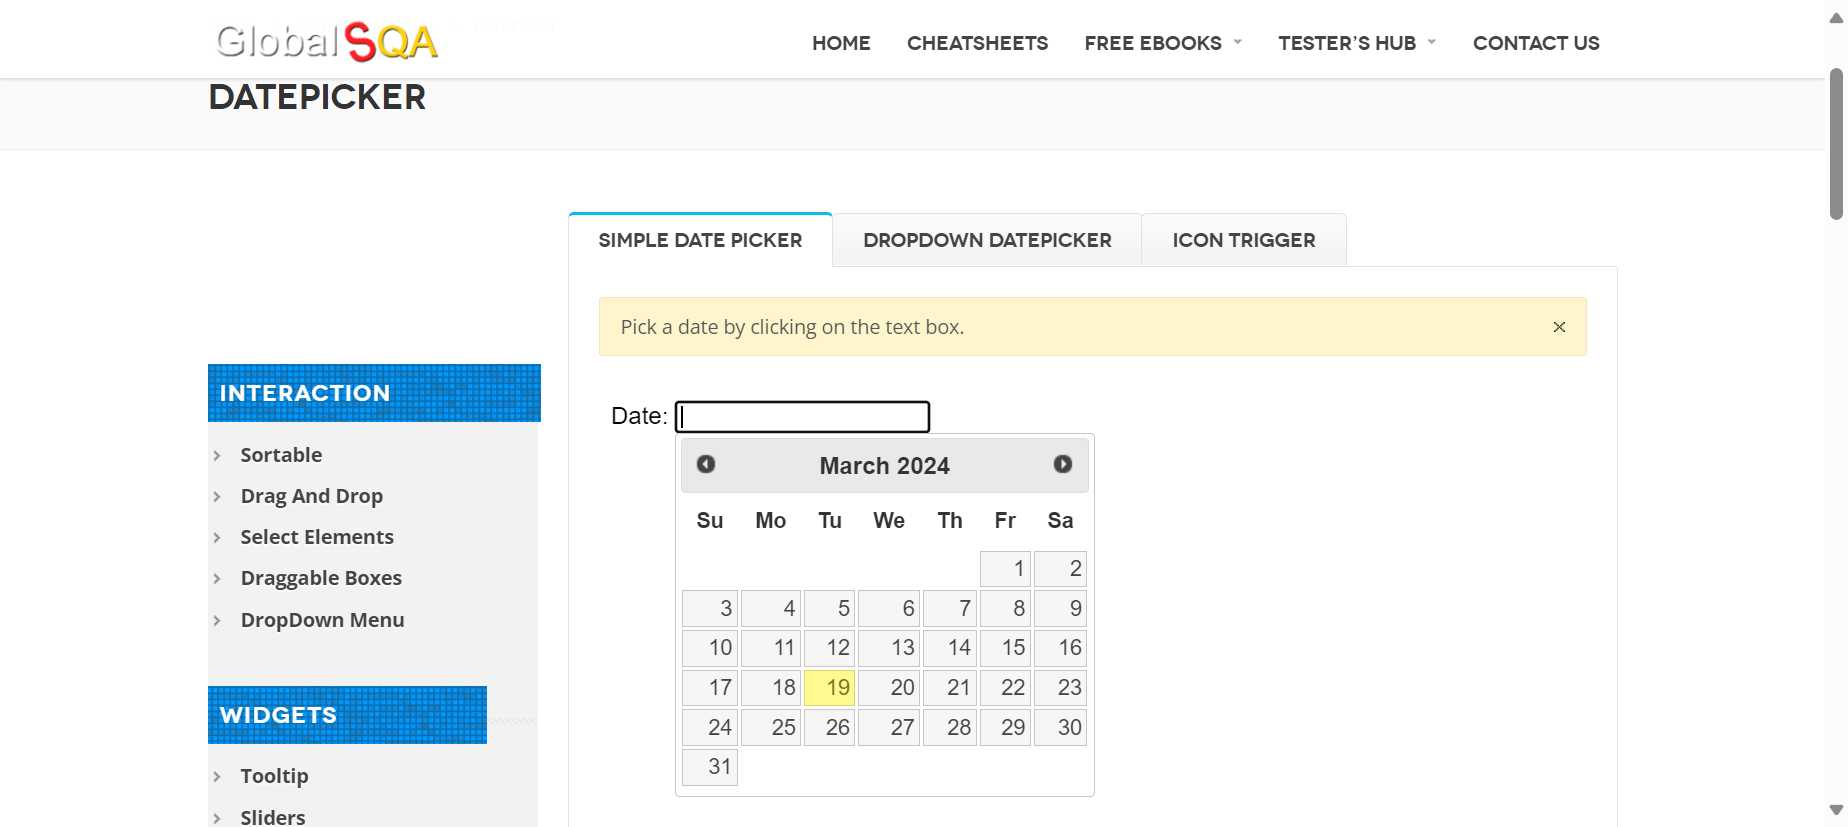 GlobalSQA
HOME CHEATSHEETS FREE EBOOKS TESTER’S HUB CONTACT US
DATEPICKER
SIMPLE DATE PICKER DROPDOWN DATEPICKER ICON TRIGGER
Pick a date by clicking on the text box.
INTERACTION
Sortable
Drag And Drop
Select Elements
Draggable Boxes
DropDown Menu
WIDGETS
Tooltip
Sliders
Date:
March 2024
Su Mo Tu We Th Fr Sa
1 2
3 4 5 6 7 8 9
10 11 12 13 14 15 16
17 18 19 20 21 22 23
24 25 26 27 28 29 30
31